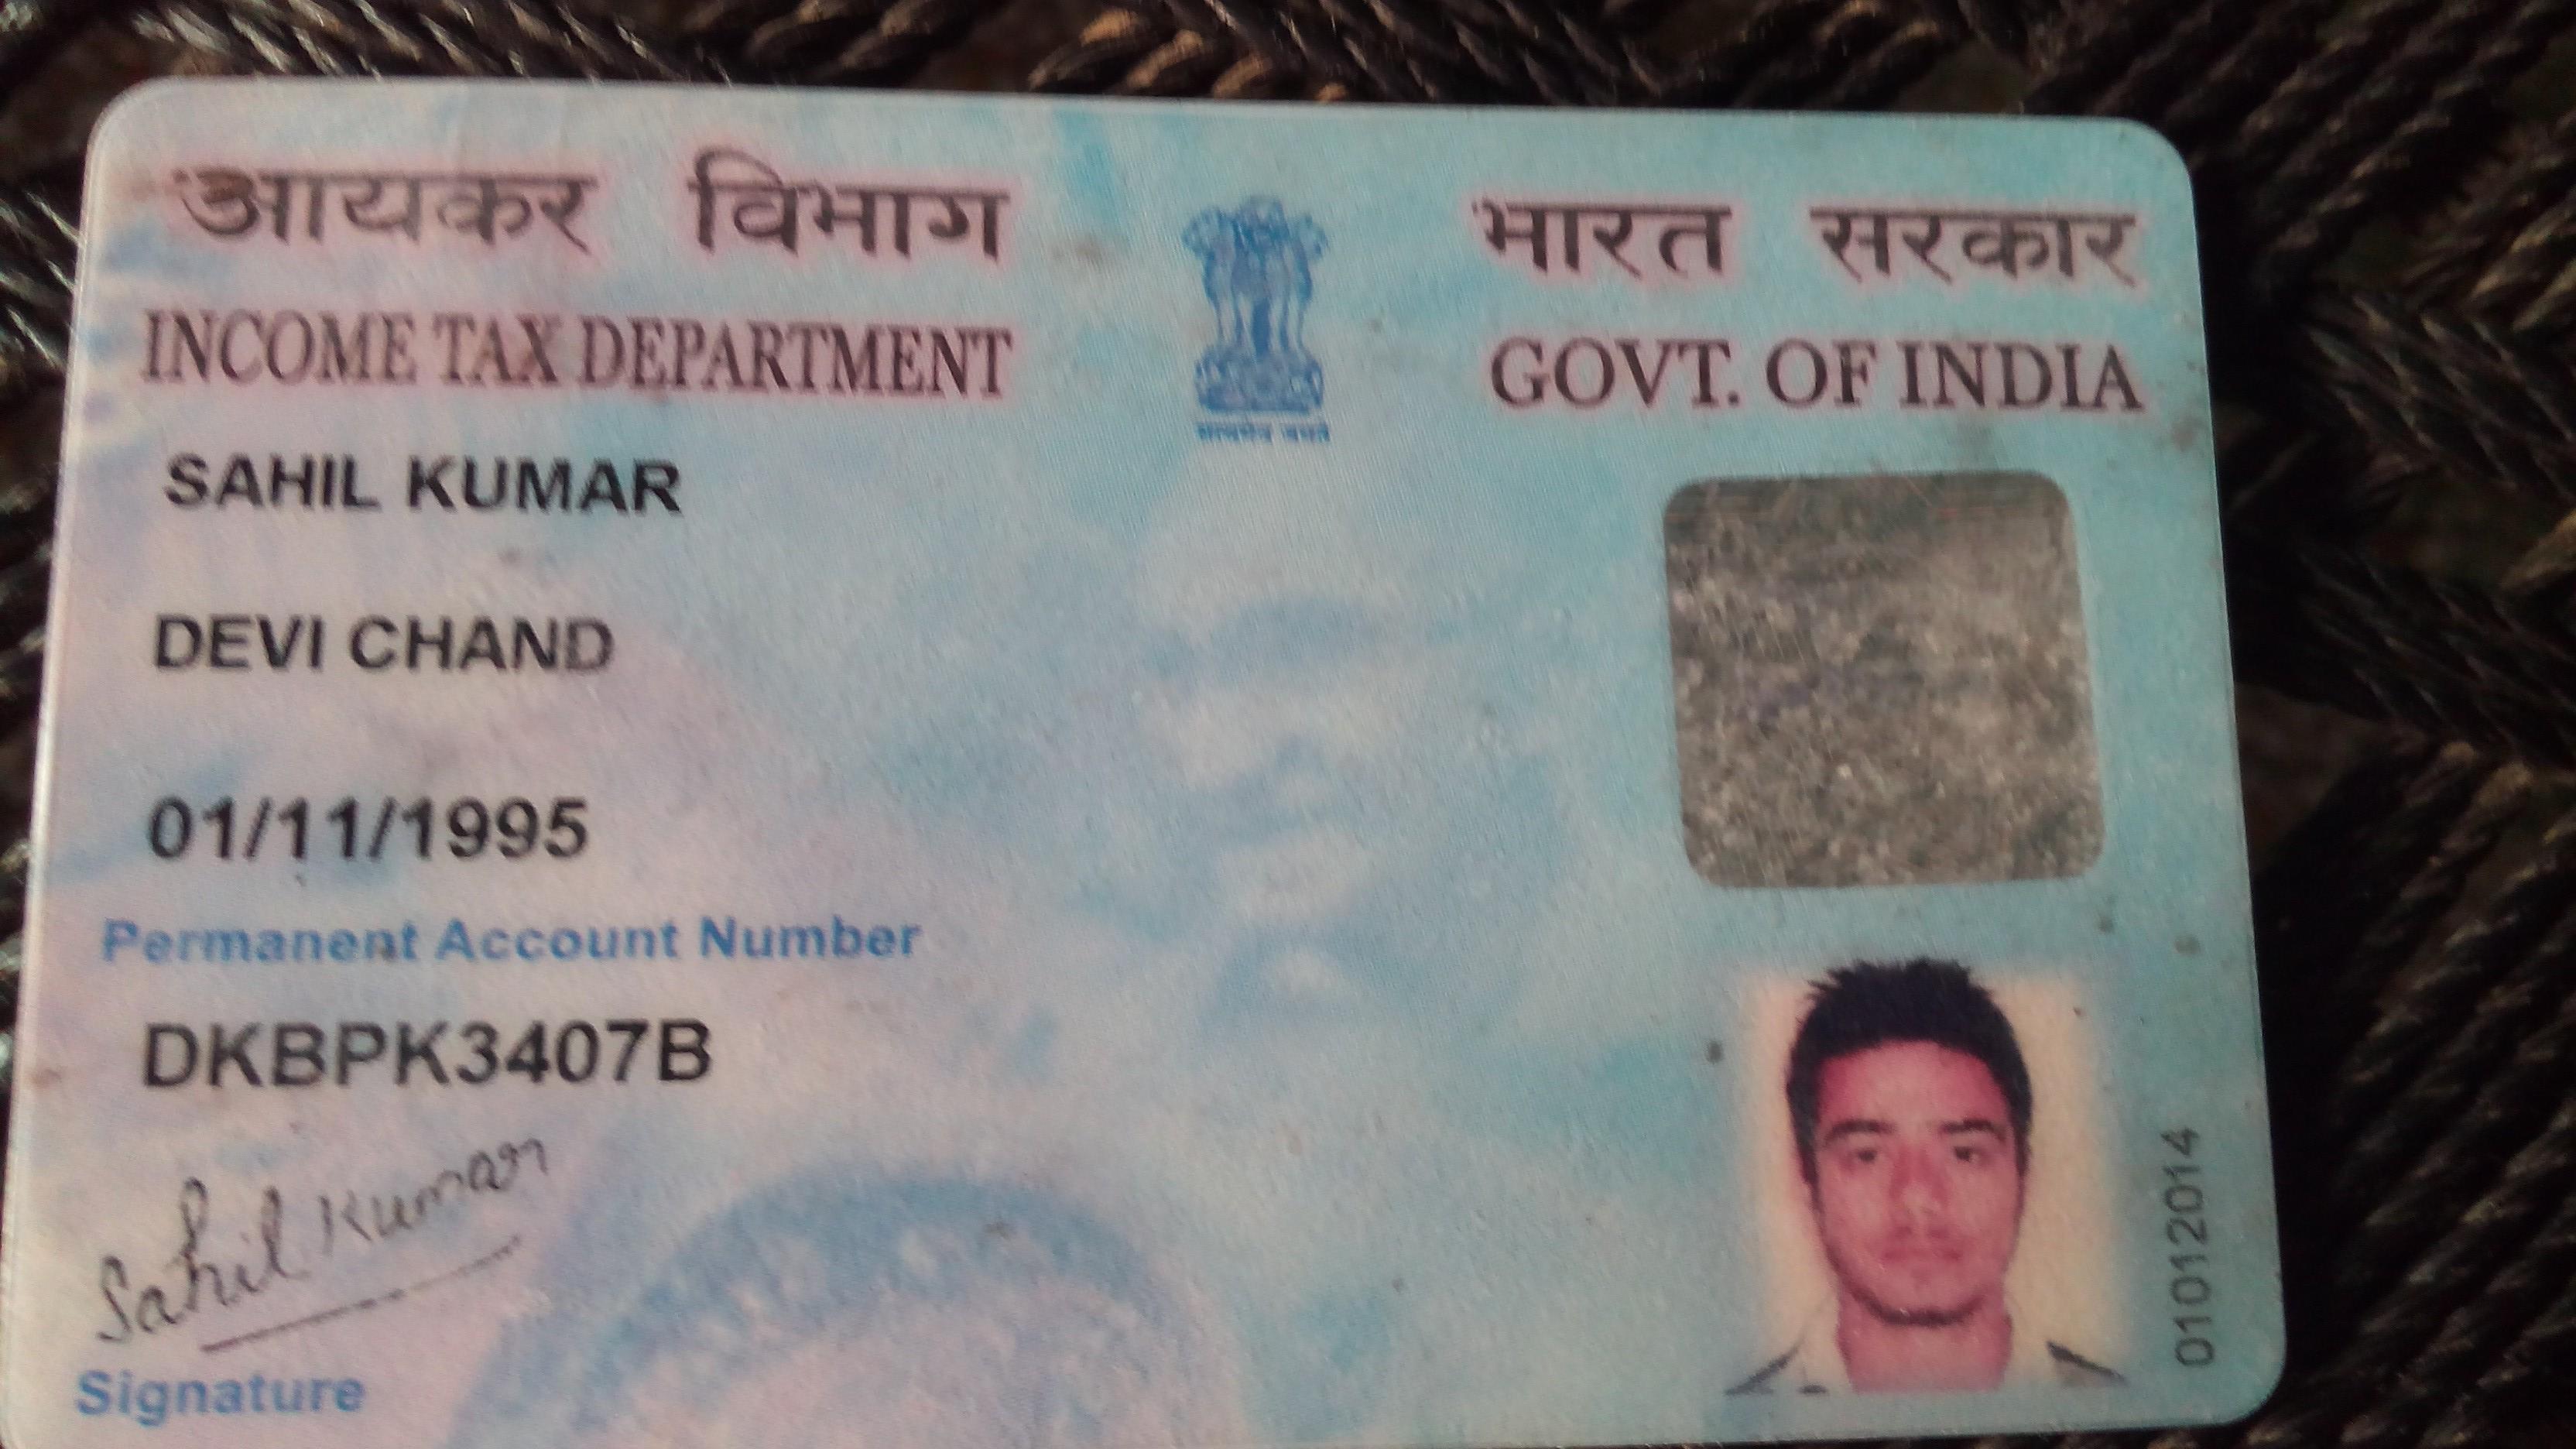 आयकर विभाग
INCOME TAX DEPARTMENT
भारत सरकार
GOVT. OF INDIA
सत्यमेव जयते
SAHIL KUMAR
DEVI CHAND
01/11/1995
Permanent Account Number
DKBPK3407B
Sahil Kumar
Signature
01012014